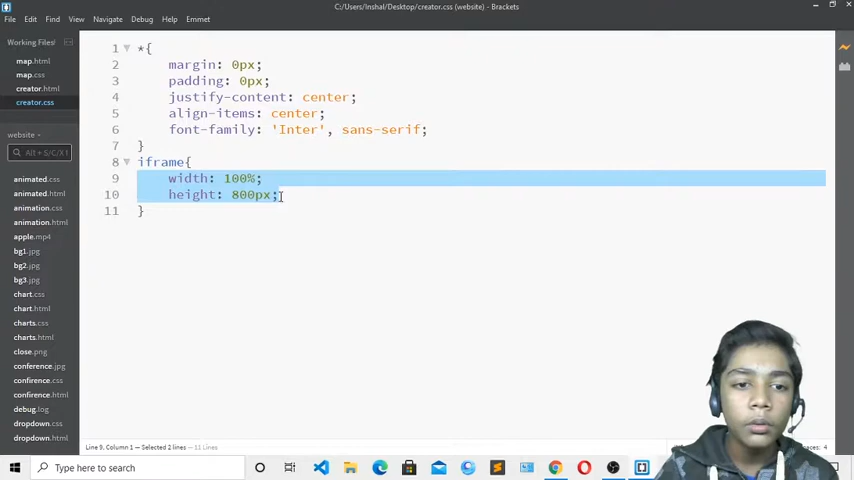 C:/Users/Inshal/Desktop/creator.css (website) - Brackets
File Edit Find View Navigate Debug Help Emmet
Working Files
map.html
map.css
creator.html
creator.css
website
Alt + S/C/X !
animated.css
animated.html
animation.css
animation.html
apple.mp4
bg1.jpg
bg2.jpg
bg3.jpg
chart.css
chart.html
charts.css
charts.html
close.png
conference.jpg
confirence.css
confirence.html
debug.log
dropdown.css
dropdown.html
1 *{
2 margin: 0px;
3 padding: 0px;
4 justify-content: center;
5 align-items: center;
6 font-family: 'Inter', sans-serif;
7 }
8 iframe{
9 width: 100%;
10 height: 800px;
11 }
Line 9, Column 1 — Selected 2 lines — 11 Lines
Spaces: 4
Type here to search